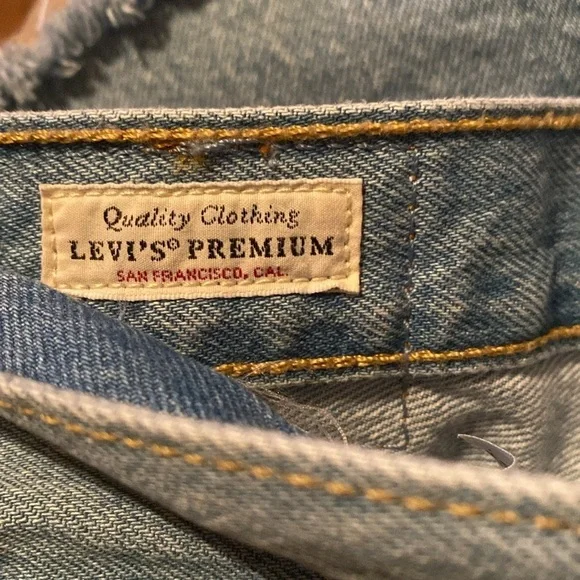 Quality Clothing
LEVI'S® PREMIUM
SAN FRANCISCO, CAL.